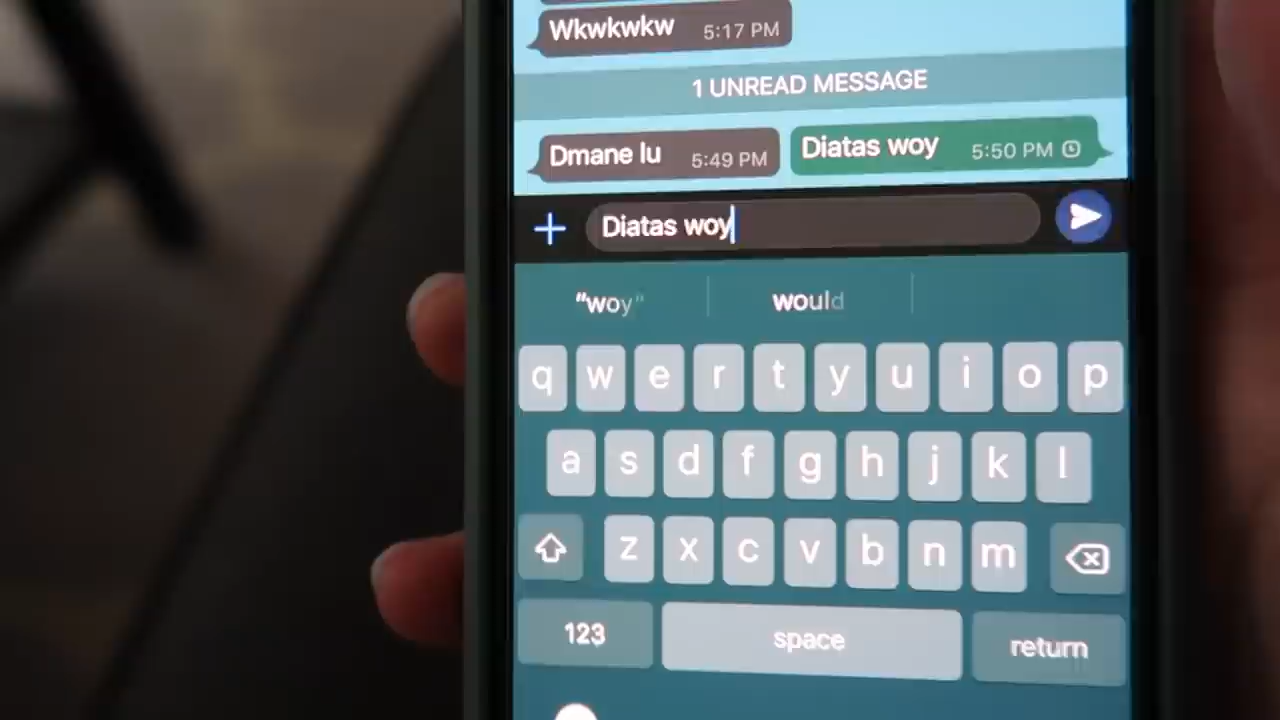 Wkwkwkw 5:17 PM
1 UNREAD MESSAGE
Dmane lu 5:49 PM
Diatas woy 5:50 PM
Diatas woy
"woy" would
q w e r t y u i o p
a s d f g h j k l
z x c v b n m
123 space return